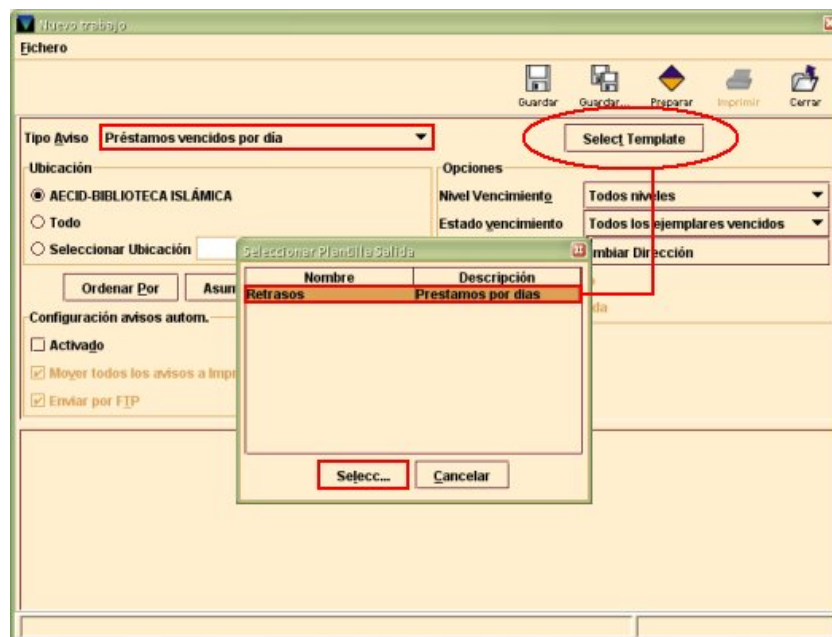 Nuevo trabajo
Fichero
Guardar Guardar... Preparar Imprimir Cerrar
Tipo Aviso Préstamos vencidos por día Select Template
Ubicación
AECID-BIBLIOTECA ISLÁMICA
Todo
Seleccionar Ubicación
Ordenar Por Asun
Configuración avisos autom.
Activado
Mover todos los avisos a Impr
Enviar por FTP
Opciones
Nivel Vencimiento Todos niveles
Estado vencimiento Todos los ejemplares vencidos
mbiar Dirección
da
Seleccionar Plantilla Salida
Nombre Descripción
Retrasos Prestamos por dias
Selecc... Cancelar